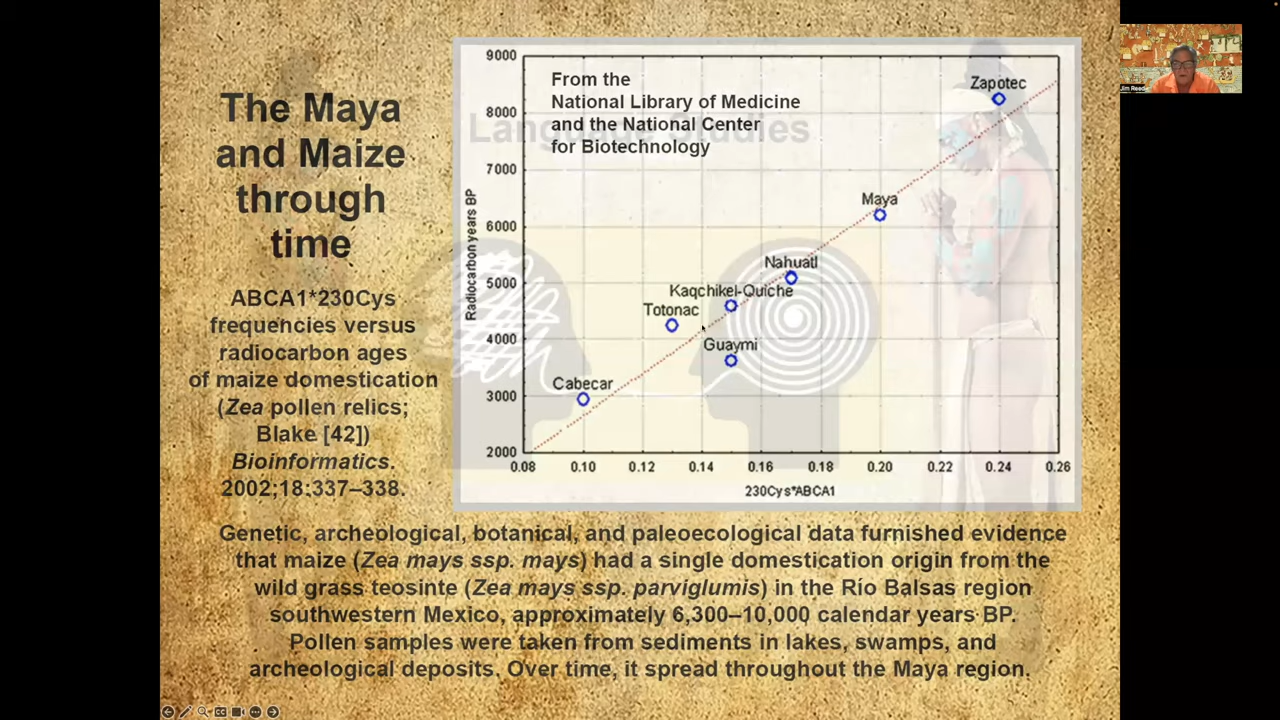 The Maya
and Maize
through
time
ABCA1*230Cys
frequencies versus
radiocarbon ages
of maize domestication
(Zea pollen relics;
Blake [42])
Bioinformatics.
2002;18:337–338.
From the
National Library of Medicine
and the National Center
for Biotechnology
Language Studies
Radiocarbon years BP
9000
8000
7000
6000
5000
4000
3000
2000
Zapotec
Maya
Nahuatl
Kaqchikel-Quiche
Totonac
Guaymi
Cabecar
0.08 0.10 0.12 0.14 0.16 0.18 0.20 0.22 0.24 0.26
230Cys*ABCA1
Genetic, archeological, botanical, and paleoecological data furnished evidence
that maize (Zea mays ssp. mays) had a single domestication origin from the
wild grass teosinte (Zea mays ssp. parviglumis) in the Río Balsas region
southwestern Mexico, approximately 6,300–10,000 calendar years BP.
Pollen samples were taken from sediments in lakes, swamps, and
archeological deposits. Over time, it spread throughout the Maya region.
Jim Reede
CC